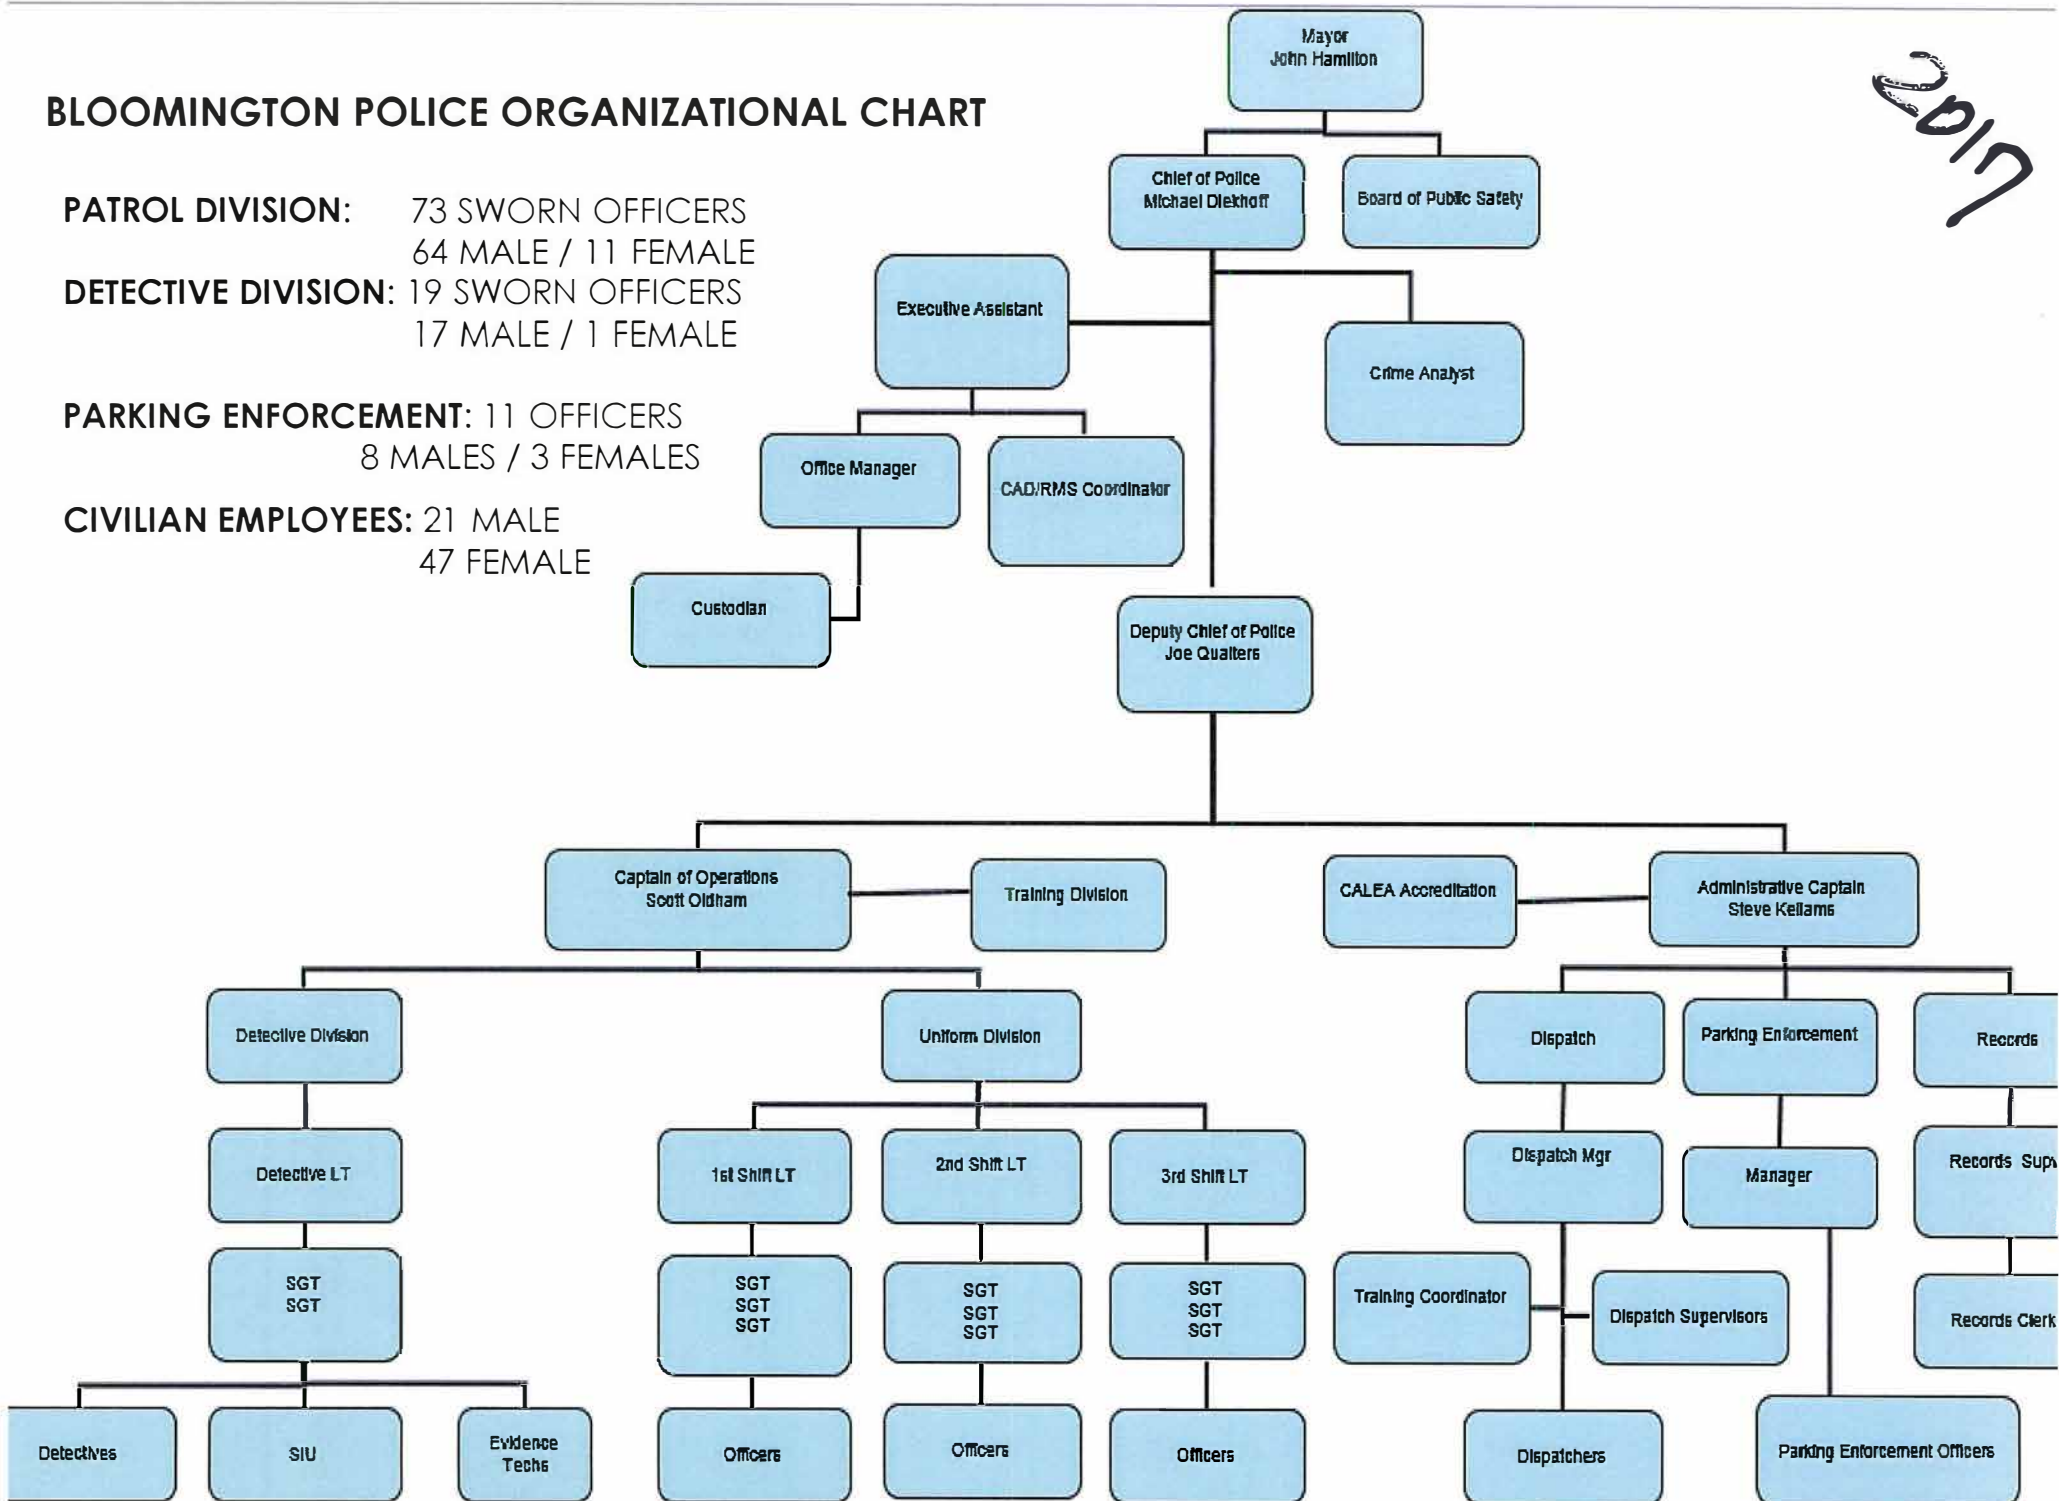 Mayor
John Hamilton
2017
BLOOMINGTON POLICE ORGANIZATIONAL CHART
PATROL DIVISION: 73 SWORN OFFICERS
64 MALE / 11 FEMALE
DETECTIVE DIVISION: 19 SWORN OFFICERS
17 MALE / 1 FEMALE
PARKING ENFORCEMENT: 11 OFFICERS
8 MALES / 3 FEMALES
CIVILIAN EMPLOYEES: 21 MALE
47 FEMALE
Chief of Police
Michael Diekhoff
Board of Public Safety
Executive Assistant
Crime Analyst
Office Manager
CAD/RMS Coordinator
Custodian
Deputy Chief of Police
Joe Qualters
Captain of Operations
Scott Oldham
Training Division
CALEA Accreditation
Administrative Captain
Steve Kellams
Detective Division
Uniform Division
Dispatch
Parking Enforcement
Records
Detective LT
1st Shift LT
2nd Shift LT
3rd Shift LT
Dispatch Mgr
Manager
Records Supv
SGT
SGT
SGT
SGT
SGT
SGT
SGT
SGT
SGT
SGT
SGT
Training Coordinator
Dispatch Supervisors
Records Clerk
Detectives
SIU
Evidence
Techs
Officers
Officers
Officers
Dispatchers
Parking Enforcement Officers